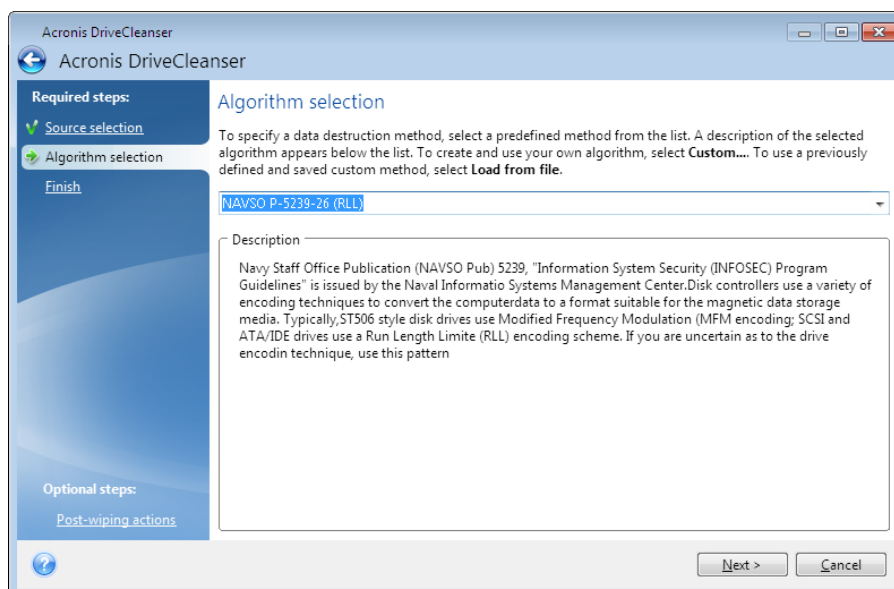 Acronis DriveCleanser
Acronis DriveCleanser
Required steps:
Source selection
Algorithm selection
Finish
Optional steps:
Post-wiping actions
Algorithm selection
To specify a data destruction method, select a predefined method from the list. A description of the selected
algorithm appears below the list. To create and use your own algorithm, select Custom.... To use a previously
defined and saved custom method, select Load from file.
NAVSO P-5239-26 (RLL)
Description
Navy Staff Office Publication (NAVSO Pub) 5239, "Information System Security (INFOSEC) Program
Guidelines" is issued by the Naval Informatio Systems Management Center.Disk controllers use a variety of
encoding techniques to convert the computerdata to a format suitable for the magnetic data storage
media. Typically,ST506 style disk drives use Modified Frequency Modulation (MFM encoding; SCSI and
ATA/IDE drives use a Run Length Limite (RLL) encoding scheme. If you are uncertain as to the drive
encodin technique, use this pattern
Next >
Cancel